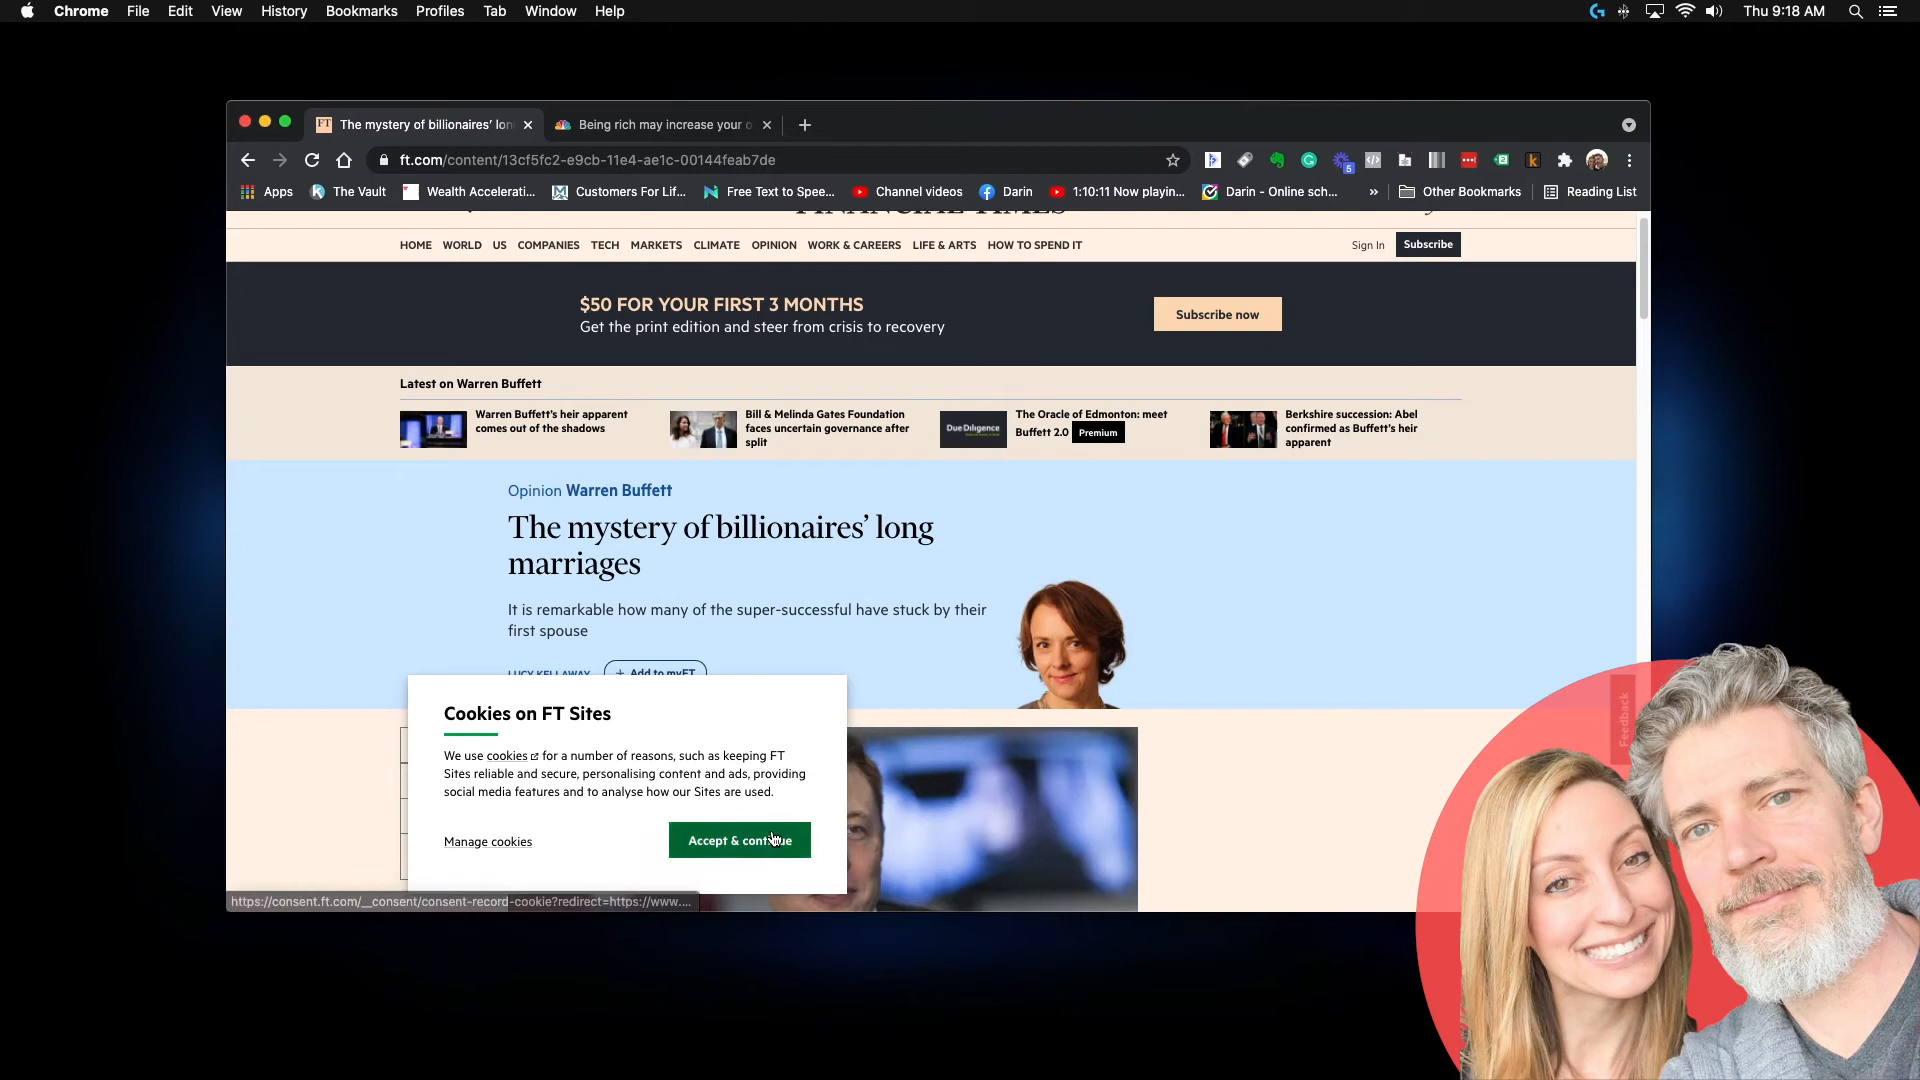 Chrome File Edit View History Bookmarks Profiles Tab Window Help
Thu 9:18 AM
FT The mystery of billionaires' lon
Being rich may increase your o
ft.com/content/13cf5fc2-e9cb-11e4-ae1c-00144feab7de
5
Apps The Vault Wealth Accelerati... Customers For Lif... Free Text to Spee... Channel videos Darin 1:10:11 Now playin... Darin - Online sch... » Other Bookmarks Reading List
FINANCIAL TIMES
HOME WORLD US COMPANIES TECH MARKETS CLIMATE OPINION WORK & CAREERS LIFE & ARTS HOW TO SPEND IT
Sign In Subscribe
$50 FOR YOUR FIRST 3 MONTHS
Get the print edition and steer from crisis to recovery
Subscribe now
Latest on Warren Buffett
Warren Buffett's heir apparent
comes out of the shadows
Bill & Melinda Gates Foundation
faces uncertain governance after
split
DueDiligence
The Oracle of Edmonton: meet
Buffett 2.0 Premium
Berkshire succession: Abel
confirmed as Buffett's heir
apparent
Opinion Warren Buffett
The mystery of billionaires' long
marriages
It is remarkable how many of the super-successful have stuck by their
first spouse
LUCY KELLAWAY + Add to myFT
Feedback
Cookies on FT Sites
We use cookies for a number of reasons, such as keeping FT
Sites reliable and secure, personalising content and ads, providing
social media features and to analyse how our Sites are used.
Manage cookies
Accept & continue
https://consent.ft.com/__consent/consent-record-cookie?redirect=https://www....